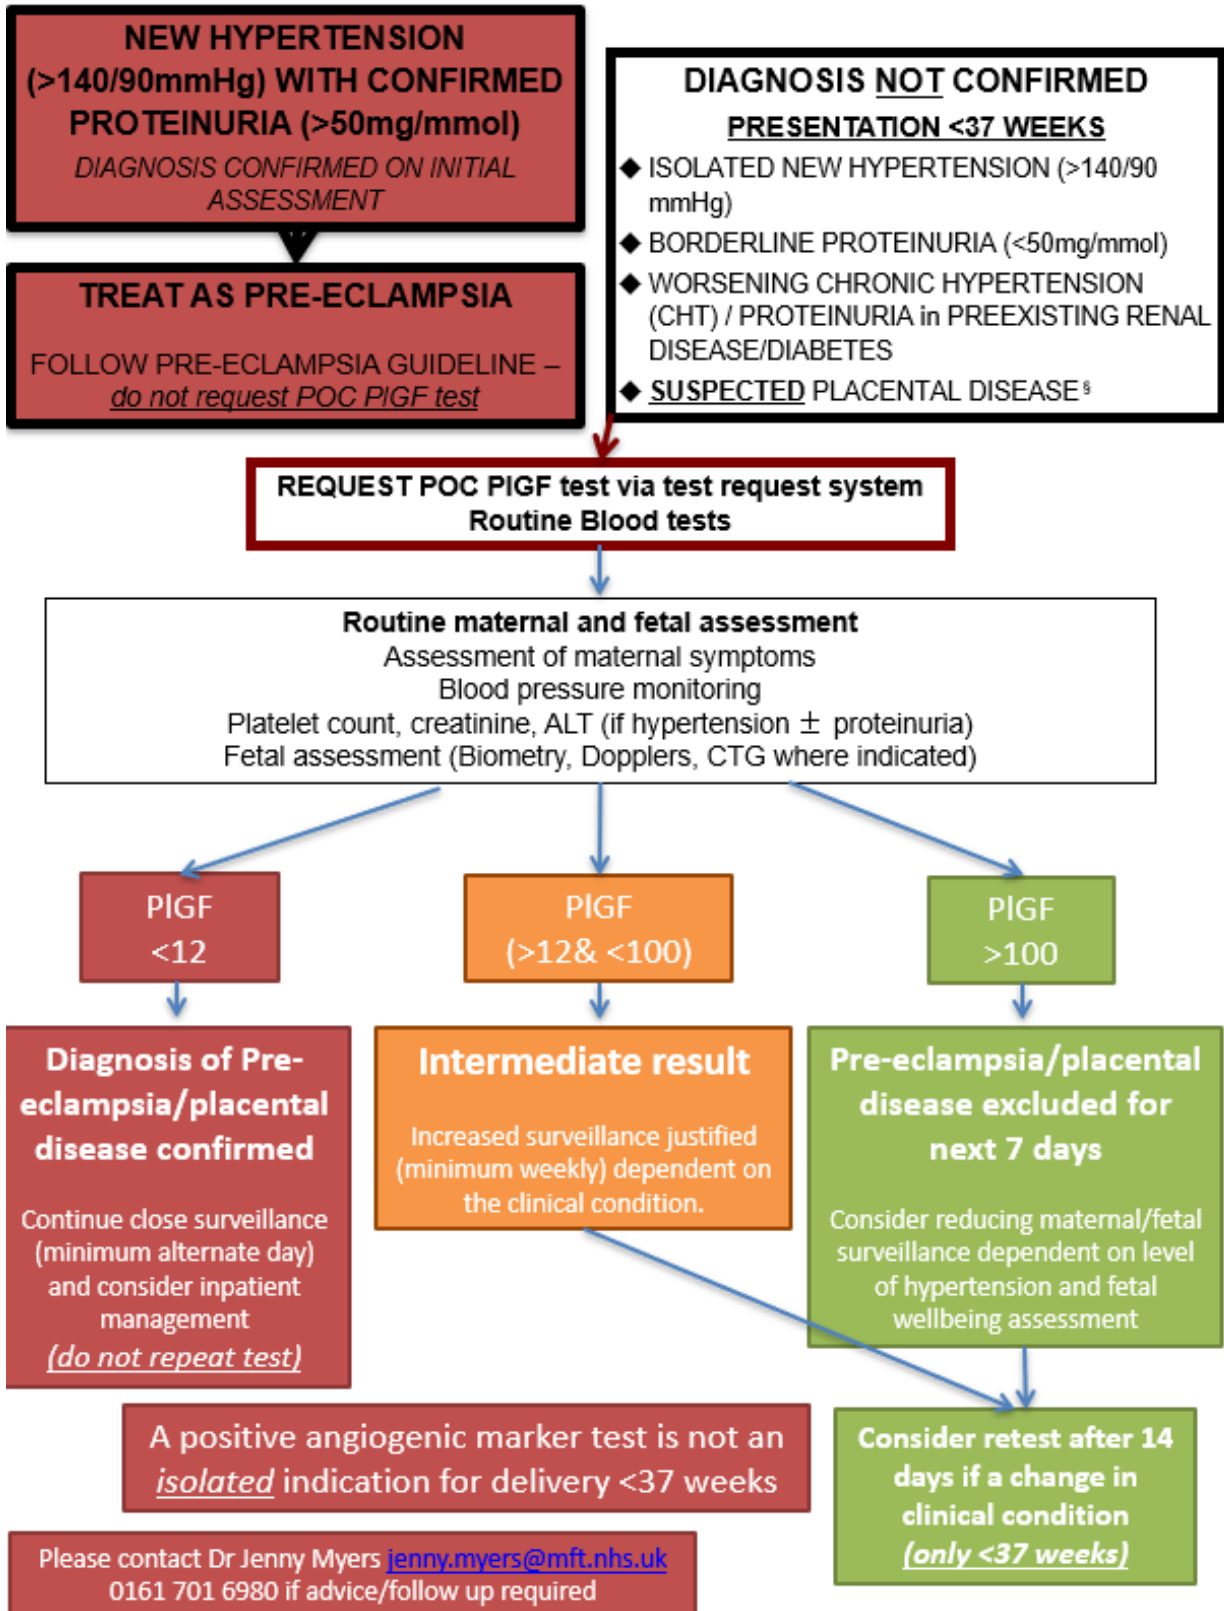 NEW HYPERTENSION
(>140/90mmHg) WITH CONFIRMED
PROTEINURIA (>50mg/mmol)
DIAGNOSIS CONFIRMED ON INITIAL
ASSESSMENT
TREAT AS PRE-ECLAMPSIA
FOLLOW PRE-ECLAMPSIA GUIDELINE –
do not request POC PlGF test
DIAGNOSIS NOT CONFIRMED
PRESENTATION <37 WEEKS
◆ ISOLATED NEW HYPERTENSION (>140/90
mmHg)
◆ BORDERLINE PROTEINURIA (<50mg/mmol)
◆ WORSENING CHRONIC HYPERTENSION
(CHT) / PROTEINURIA in PREEXISTING RENAL
DISEASE/DIABETES
◆ SUSPECTED PLACENTAL DISEASE§
REQUEST POC PlGF test via test request system
Routine Blood tests
Routine maternal and fetal assessment
Assessment of maternal symptoms
Blood pressure monitoring
Platelet count, creatinine, ALT (if hypertension ± proteinuria)
Fetal assessment (Biometry, Dopplers, CTG where indicated)
PlGF
<12
PlGF
(>12& <100)
PlGF
>100
Diagnosis of Pre-
eclampsia/placental
disease confirmed
Continue close surveillance
(minimum alternate day)
and consider inpatient
management
(do not repeat test)
Intermediate result
Increased surveillance justified
(minimum weekly) dependent on
the clinical condition.
Pre-eclampsia/placental
disease excluded for
next 7 days
Consider reducing maternal/fetal
surveillance dependent on level
of hypertension and fetal
wellbeing assessment
A positive angiogenic marker test is not an
isolated indication for delivery <37 weeks
Consider retest after 14
days if a change in
clinical condition
(only <37 weeks)
Please contact Dr Jenny Myers jenny.myers@mft.nhs.uk
0161 701 6980 if advice/follow up required